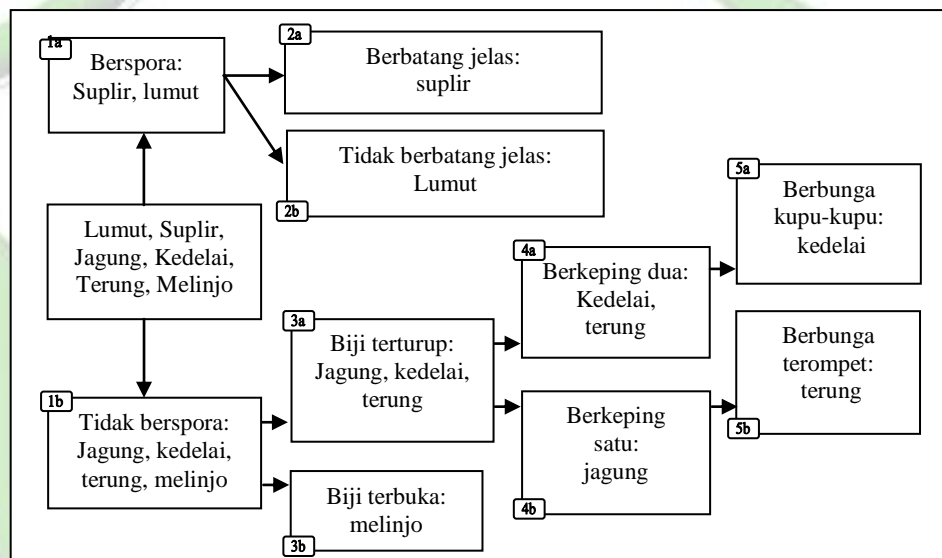 1a
Berspora:
Suplir, lumut
2a
Berbatang jelas:
suplir
Tidak berbatang jelas:
Lumut
2b
Lumut, Suplir,
Jagung, Kedelai,
Terung, Melinjo
1b
Tidak berspora:
Jagung, kedelai,
terung, melinjo
3a
Biji terturup:
Jagung, kedelai,
terung
Biji terbuka:
melinjo
3b
4a
Berkeping dua:
Kedelai,
terung
Berkeping
satu:
jagung
4b
5a
Berbunga
kupu-kupu:
kedelai
Berbunga
terompet:
terung
5b